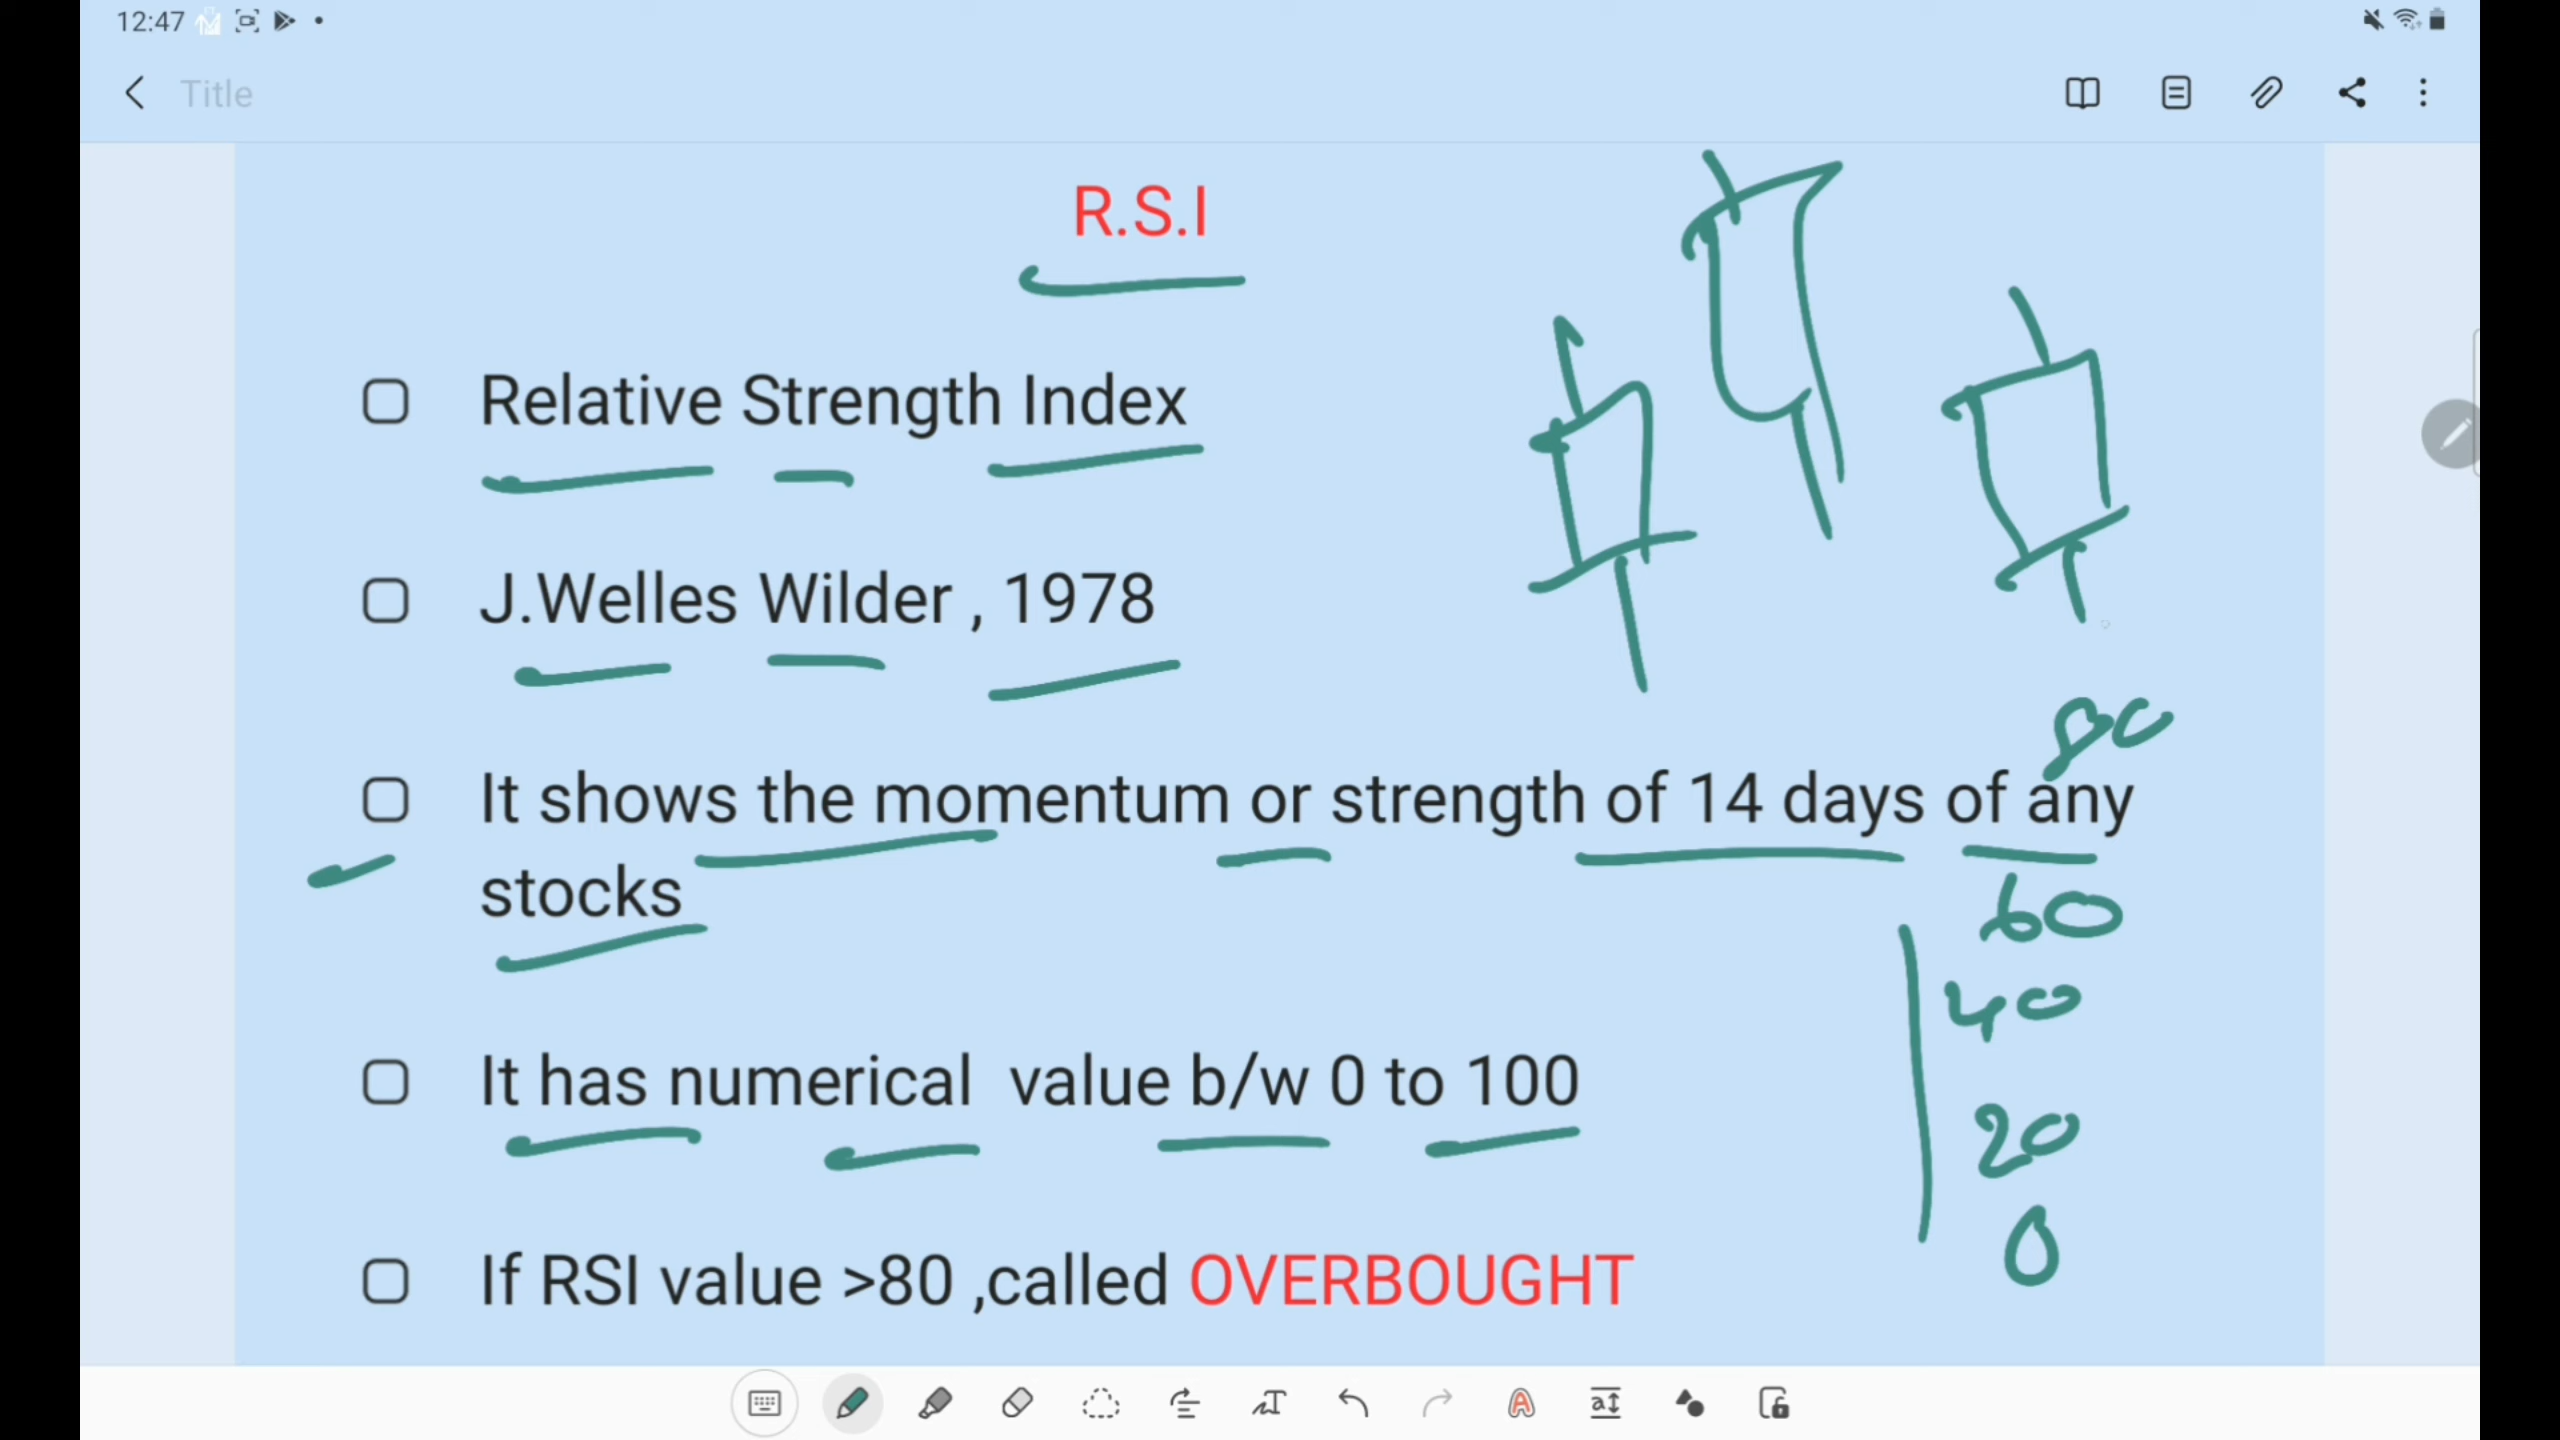 12:47
Title
R.S.I
Relative Strength Index
J.Welles Wilder , 1978
80
It shows the momentum or strength of 14 days of any
stocks
60
40
It has numerical  value b/w 0 to 100
20
0
If RSI value >80 ,called OVERBOUGHT